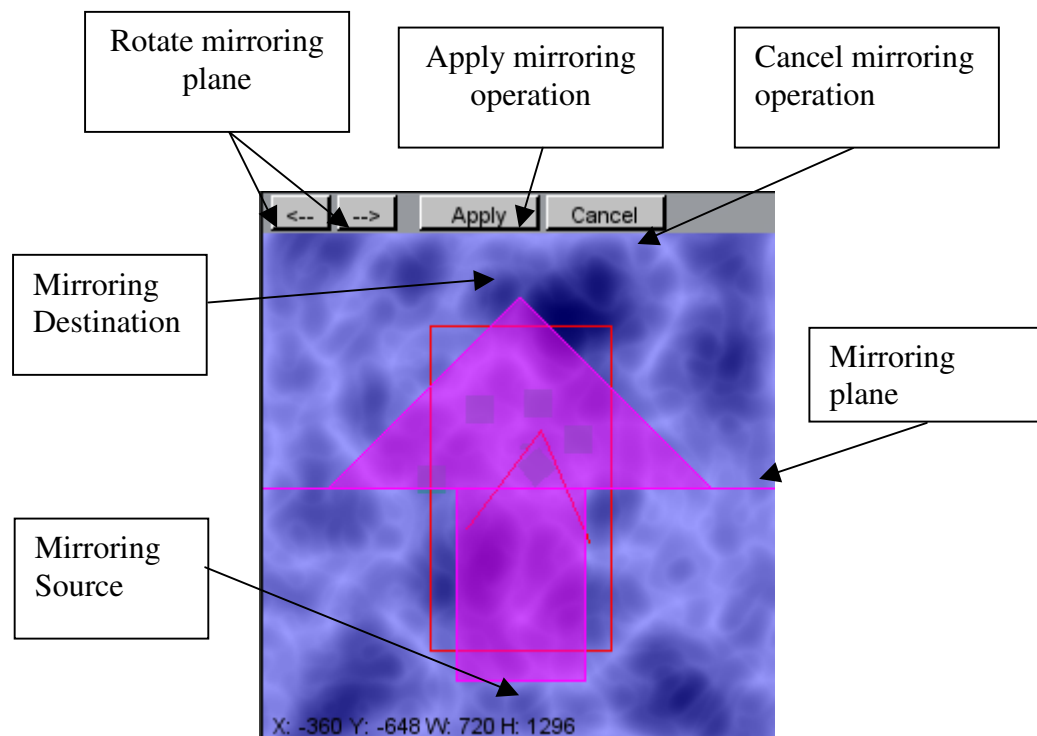 Rotate mirroring
plane
Apply mirroring
operation
Cancel mirroring
operation
<-- --> Apply Cancel
Mirroring
Destination
Mirroring
plane
Mirroring
Source
X: -360 Y: -648 W: 720 H: 1296